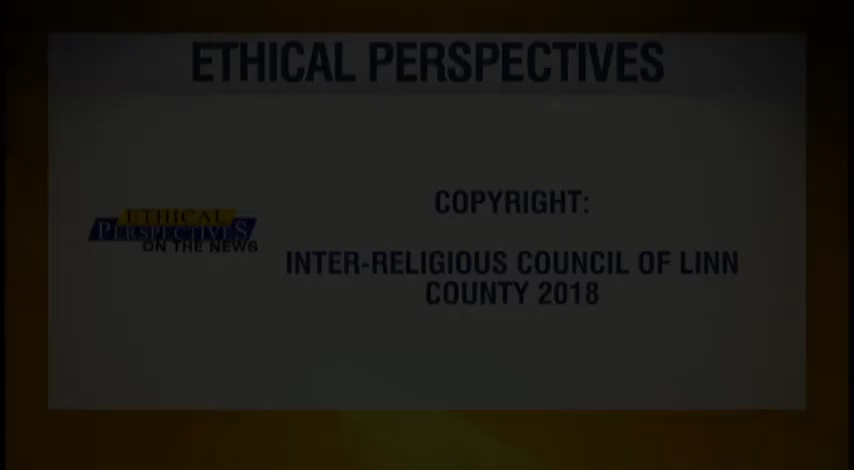 ETHICAL PERSPECTIVES
ETHICAL
PERSPECTIVES
ON THE NEWS
COPYRIGHT:
INTER-RELIGIOUS COUNCIL OF LINN
COUNTY 2018